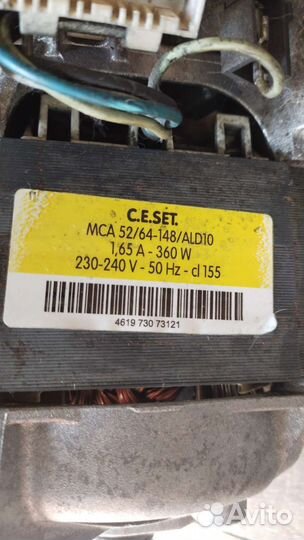 C.E.SET.
MCA 52/64-148/ALD10
1,65 A - 360 W
230-240 V - 50 Hz - cl 155
4619 730 73121
Avito